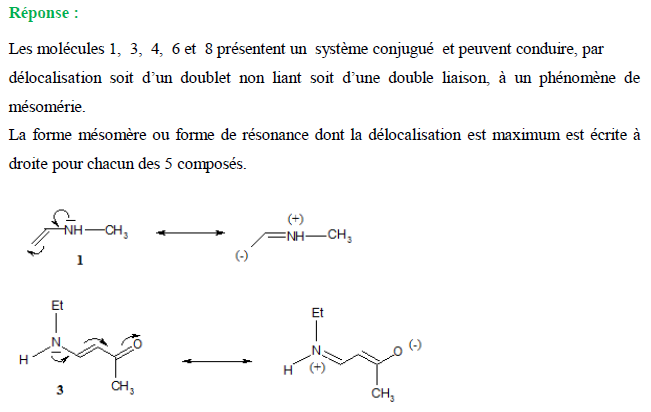 Réponse :
Les molécules 1, 3, 4, 6 et 8 présentent un système conjugué et peuvent conduire, par
délocalisation soit d'un doublet non liant soit d'une double liaison, à un phénomène de
mésomérie.
La forme mésomère ou forme de résonance dont la délocalisation est maximum est écrite à
droite pour chacun des 5 composés.
NH—CH3
1
(+)
NH—CH3
(-)
Et
N
H
O
CH3
3
Et
N
H
(+)
O
(-)
CH3